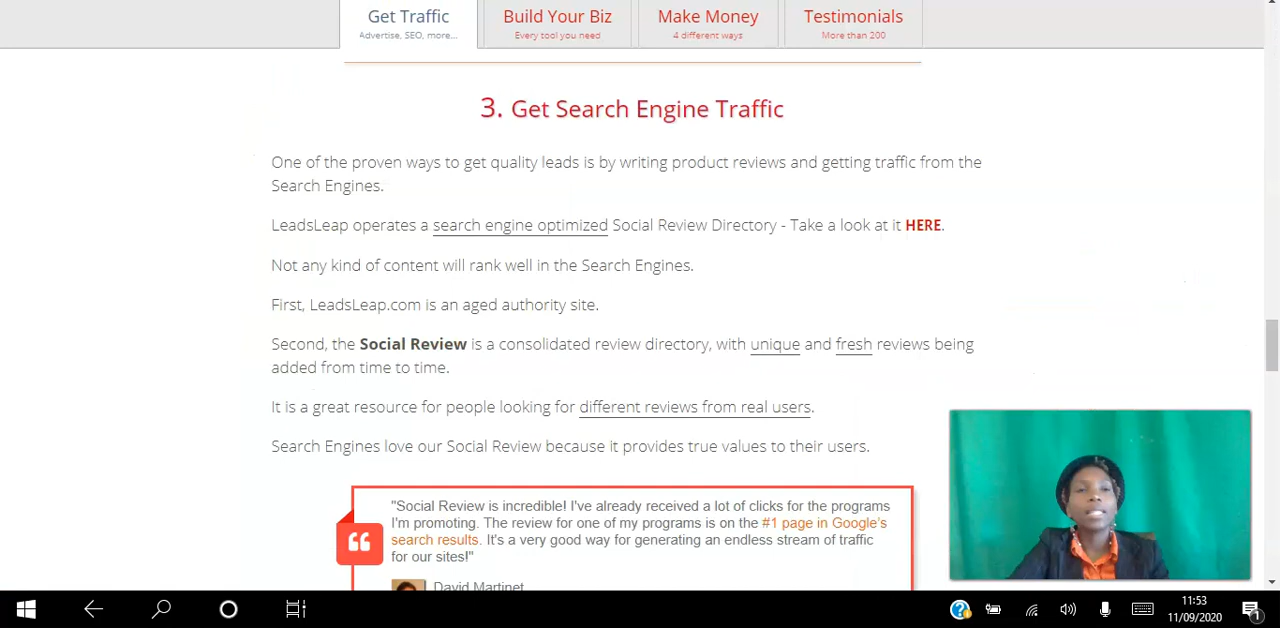 Get Traffic
Advertise, SEO, more...
Build Your Biz
Every tool you need
Make Money
4 different ways
Testimonials
More than 200
3. Get Search Engine Traffic
One of the proven ways to get quality leads is by writing product reviews and getting traffic from the
Search Engines.
LeadsLeap operates a search engine optimized Social Review Directory - Take a look at it HERE.
Not any kind of content will rank well in the Search Engines.
First, LeadsLeap.com is an aged authority site.
Second, the Social Review is a consolidated review directory, with unique and fresh reviews being
added from time to time.
It is a great resource for people looking for different reviews from real users.
Search Engines love our Social Review because it provides true values to their users.
"Social Review is incredible! I've already received a lot of clicks for the programs
I'm promoting. The review for one of my programs is on the #1 page in Google's
search results. It's a very good way for generating an endless stream of traffic
for our sites!"
David Martinet
11:53
11/09/2020
1